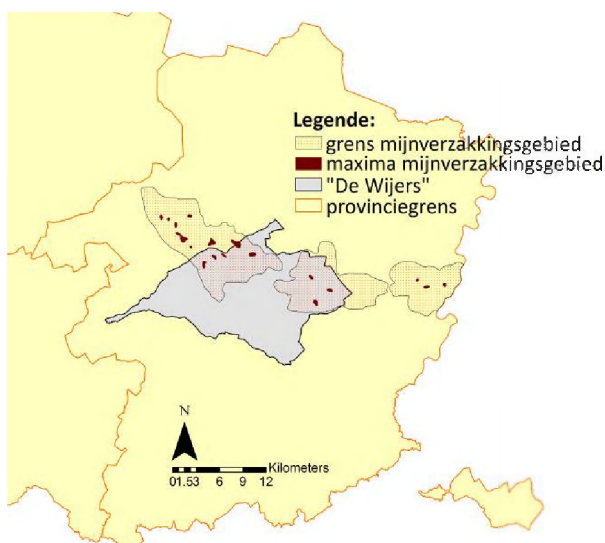 Legende:
grens mijnverzakkingsgebied
maxima mijnverzakkingsgebied
"De Wijers"
provinciegrens
N
Kilometers
01.53 6 9 12